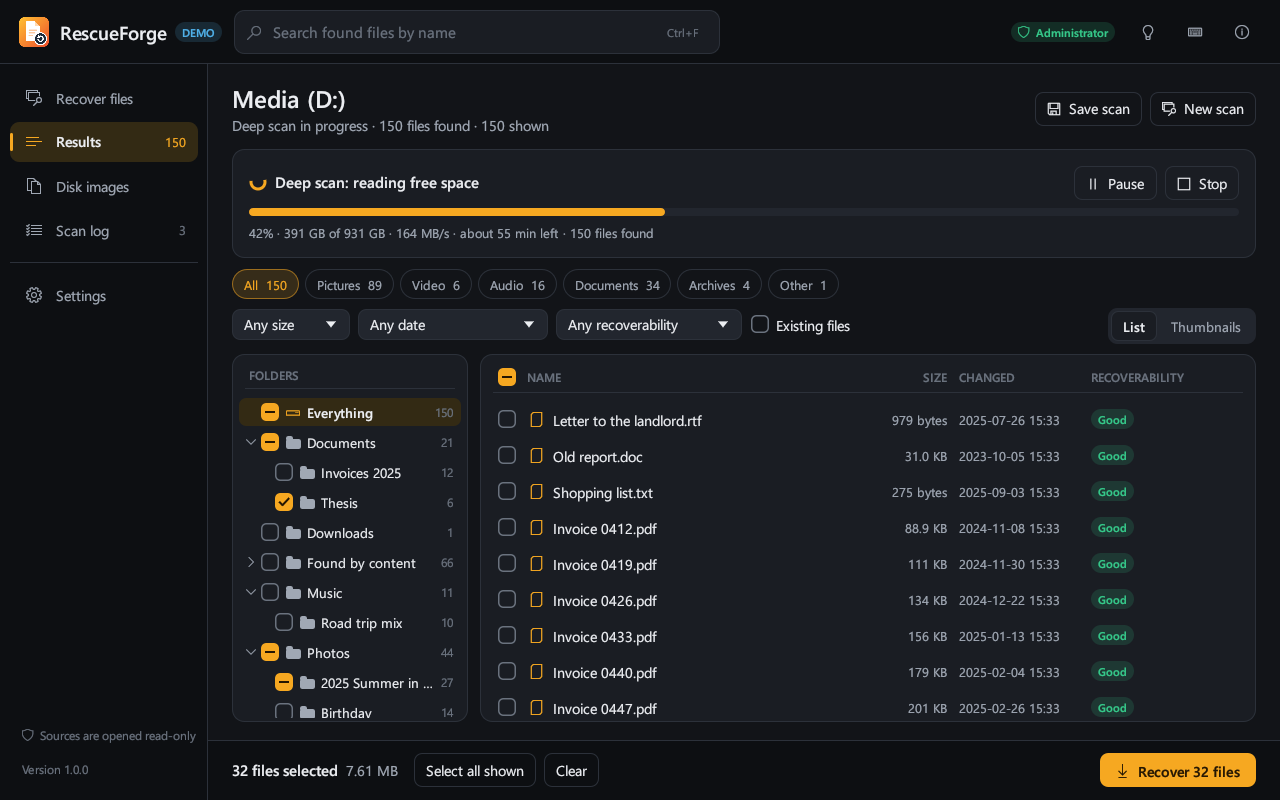 RescueForge DEMO
Search found files by name Ctrl+F
Administrator
Recover files
Results 150
Disk images
Scan log 3
Settings
Sources are opened read-only
Version 1.0.0
Media (D:)
Deep scan in progress · 150 files found · 150 shown
Save scan
New scan
Deep scan: reading free space
Pause
Stop
42% · 391 GB of 931 GB · 164 MB/s · about 55 min left · 150 files found
All 150 Pictures 89 Video 6 Audio 16 Documents 34 Archives 4 Other 1
Any size Any date Any recoverability Existing files
List Thumbnails
FOLDERS
Everything 150
Documents 21
Invoices 2025 12
Thesis 6
Downloads 1
Found by content 66
Music 11
Road trip mix 10
Photos 44
2025 Summer in ... 27
Birthday 14
NAME SIZE CHANGED RECOVERABILITY
Letter to the landlord.rtf 979 bytes 2025-07-26 15:33 Good
Old report.doc 31.0 KB 2023-10-05 15:33 Good
Shopping list.txt 275 bytes 2025-09-03 15:33 Good
Invoice 0412.pdf 88.9 KB 2024-11-08 15:33 Good
Invoice 0419.pdf 111 KB 2024-11-30 15:33 Good
Invoice 0426.pdf 134 KB 2024-12-22 15:33 Good
Invoice 0433.pdf 156 KB 2025-01-13 15:33 Good
Invoice 0440.pdf 179 KB 2025-02-04 15:33 Good
Invoice 0447.pdf 201 KB 2025-02-26 15:33 Good
32 files selected 7.61 MB
Select all shown
Clear
Recover 32 files